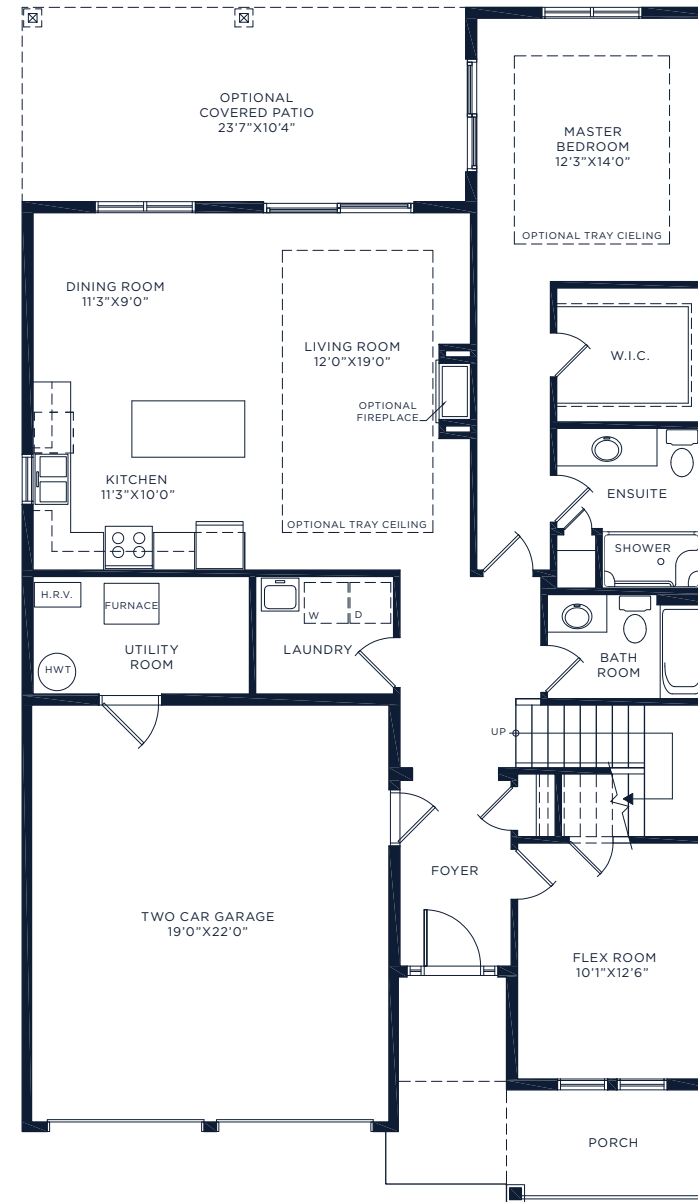 OPTIONAL
COVERED PATIO
23'7"X10'4"
MASTER
BEDROOM
12'3"X14'0"
OPTIONAL TRAY CIELING
DINING ROOM
11'3"X9'0"
LIVING ROOM
12'0"X19'0"
W.I.C.
OPTIONAL
FIREPLACE
KITCHEN
11'3"X10'0"
ENSUITE
OPTIONAL TRAY CEILING
SHOWER
H.R.V.
FURNACE
W
D
UTILITY
ROOM
LAUNDRY
HWT
BATH
ROOM
UP
FOYER
TWO CAR GARAGE
19'0"X22'0"
FLEX ROOM
10'1"X12'6"
PORCH